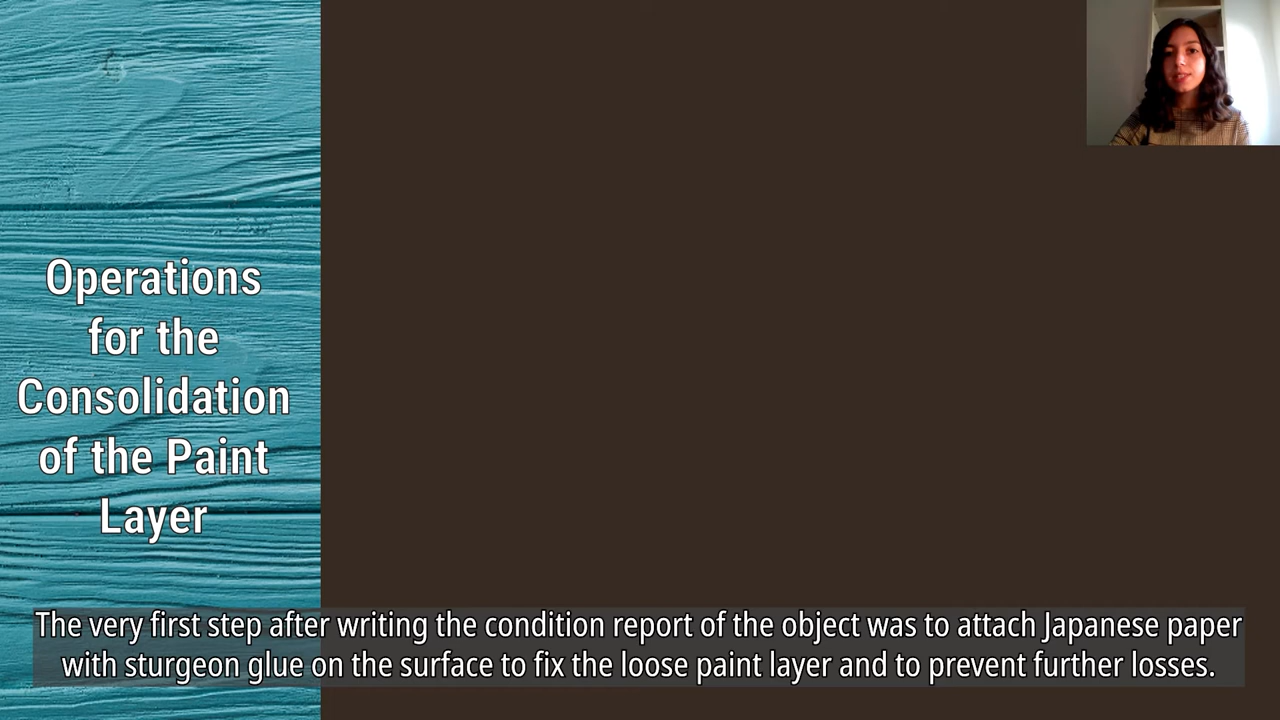 Operations
for the
Consolidation
of the Paint
Layer
The very first step after writing the condition report of the object was to attach Japanese paper
with sturgeon glue on the surface to fix the loose paint layer and to prevent further losses.